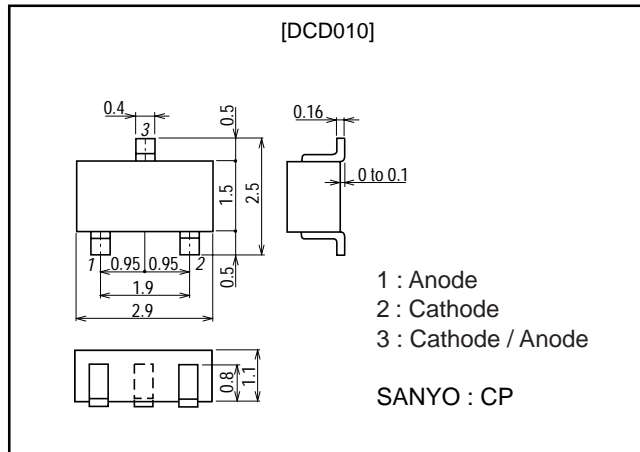 [DCD010]
0.4
3
0.5
1.5
2.5
0.5
1
0.95
0.95
2
1.9
2.9
0.16
0 to 0.1
1 : Anode
2 : Cathode
3 : Cathode / Anode
0.8
1.1
SANYO : CP